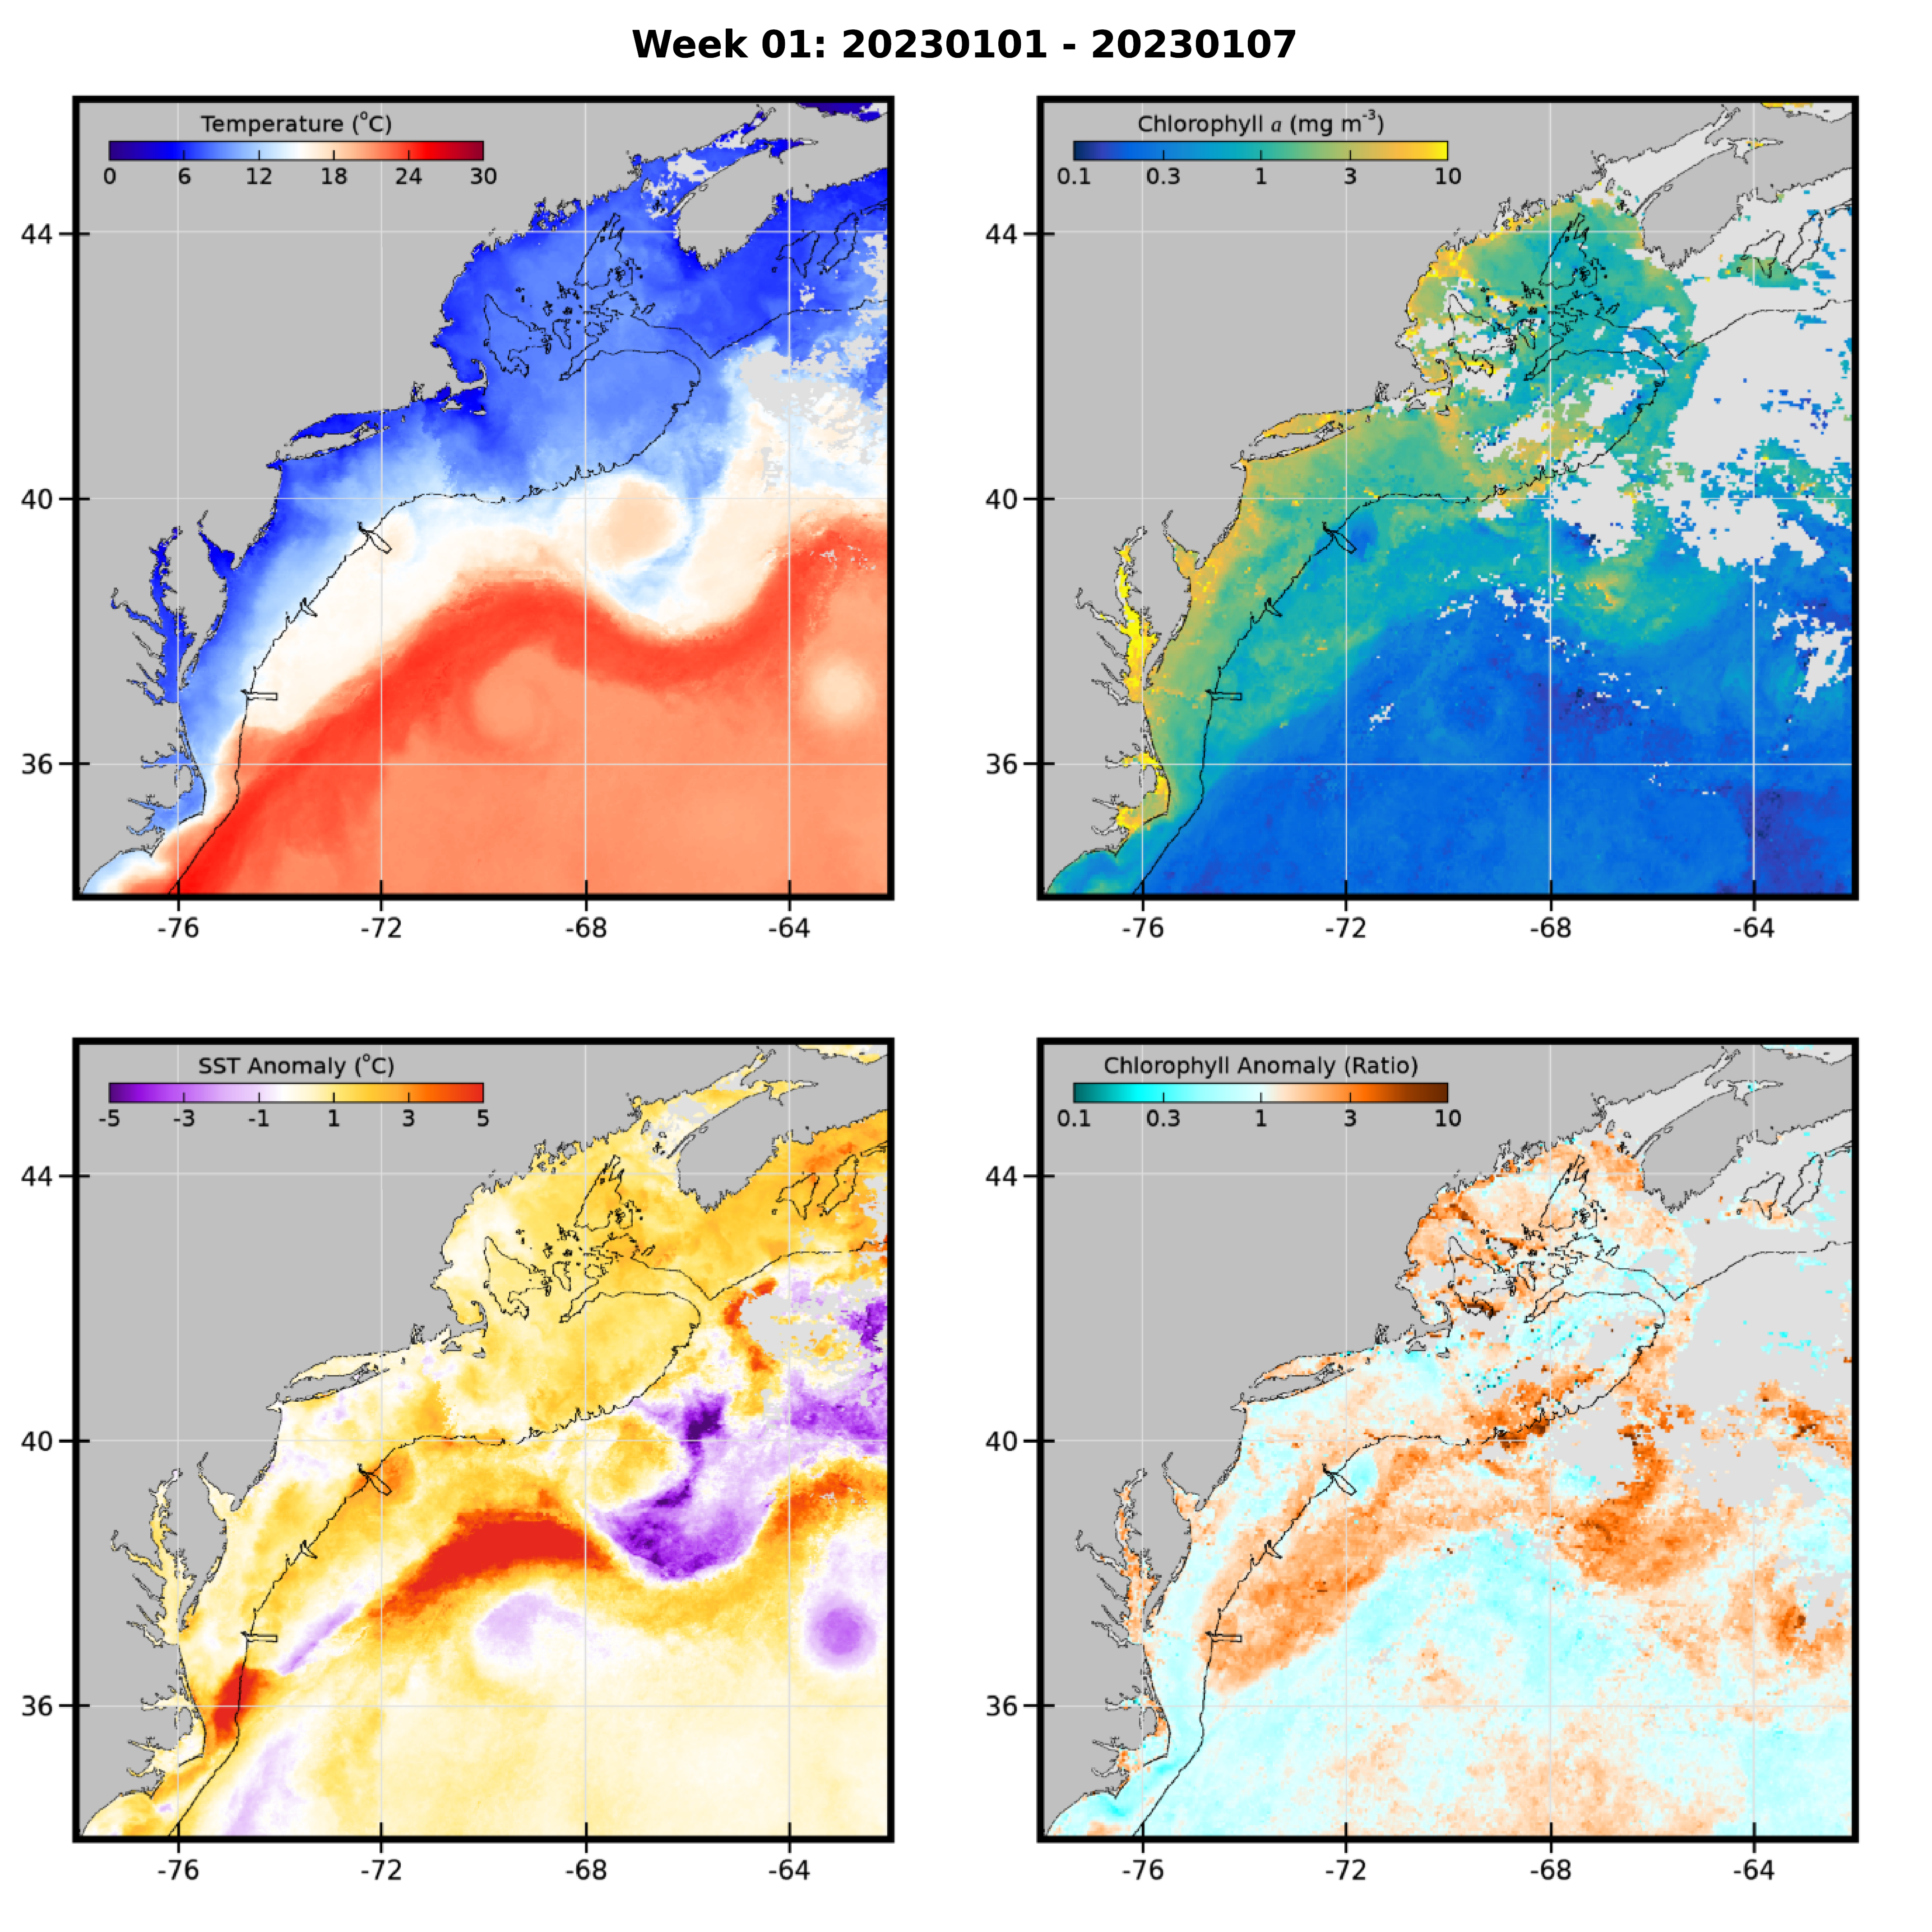 Week 01: 20230101 - 20230107
Temperature (°C)
0 6 12 18 24 30
44
40
36
-76 -72 -68 -64
Chlorophyll a (mg m⁻³)
0.1 0.3 1 3 10
44
40
36
-76 -72 -68 -64
SST Anomaly (°C)
-5 -3 -1 1 3 5
44
40
36
-76 -72 -68 -64
Chlorophyll Anomaly (Ratio)
0.1 0.3 1 3 10
44
40
36
-76 -72 -68 -64